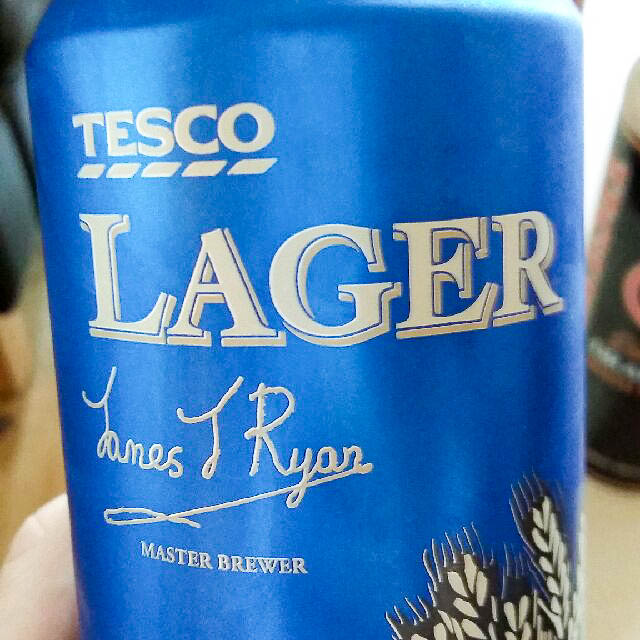 TESCO
LAGER
James J Ryan
MASTER BREWER